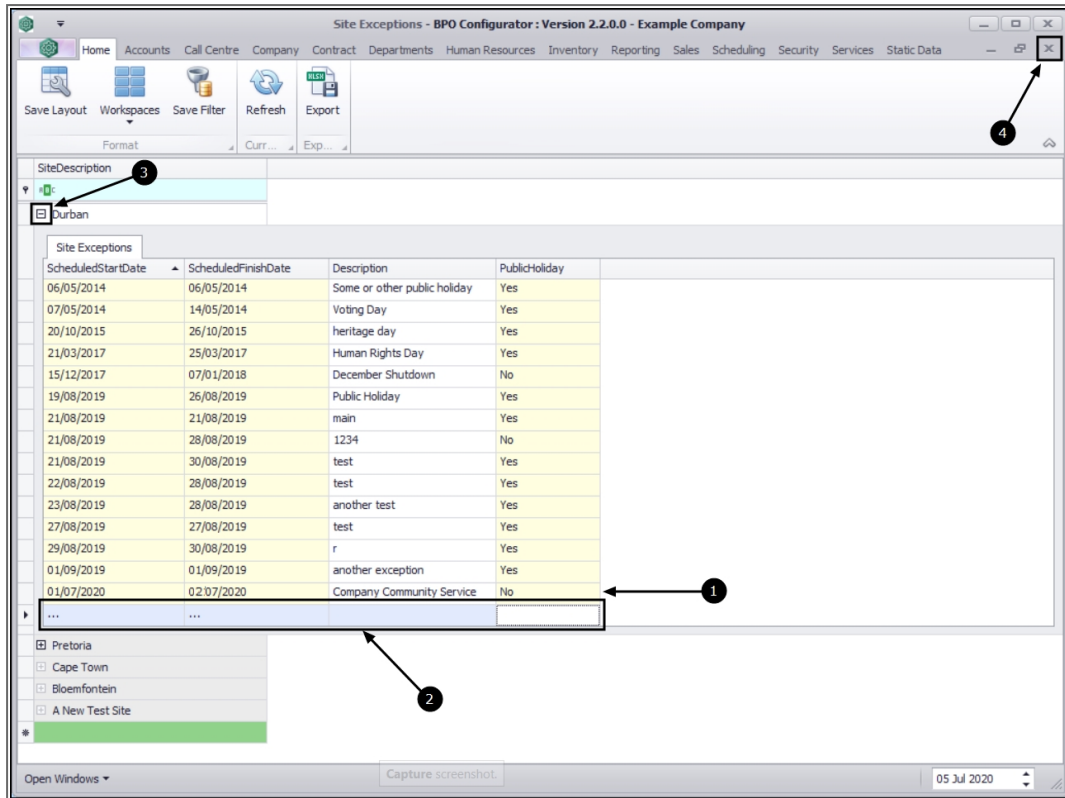 Site Exceptions - BPO Configurator : Version 2.2.0.0 - Example Company
Home Accounts Call Centre Company Contract Departments Human Resources Inventory Reporting Sales Scheduling Security Services Static Data
Save Layout Workspaces Save Filter Refresh Export
Format Curr... Exp...
4
SiteDescription
3
Durban
Site Exceptions
ScheduledStartDate ScheduledFinishDate Description PublicHoliday
06/05/2014 06/05/2014 Some or other public holiday Yes
07/05/2014 14/05/2014 Voting Day Yes
20/10/2015 26/10/2015 heritage day Yes
21/03/2017 25/03/2017 Human Rights Day Yes
15/12/2017 07/01/2018 December Shutdown No
19/08/2019 26/08/2019 Public Holiday Yes
21/08/2019 21/08/2019 main Yes
21/08/2019 28/08/2019 1234 No
21/08/2019 30/08/2019 test Yes
22/08/2019 28/08/2019 test Yes
23/08/2019 28/08/2019 another test Yes
27/08/2019 27/08/2019 test Yes
29/08/2019 30/08/2019 r Yes
01/09/2019 01/09/2019 another exception Yes
01/07/2020 02/07/2020 Company Community Service No 1
... ...
Pretoria
Cape Town
Bloemfontein
2
A New Test Site
Capture screenshot.
Open Windows 05 Jul 2020